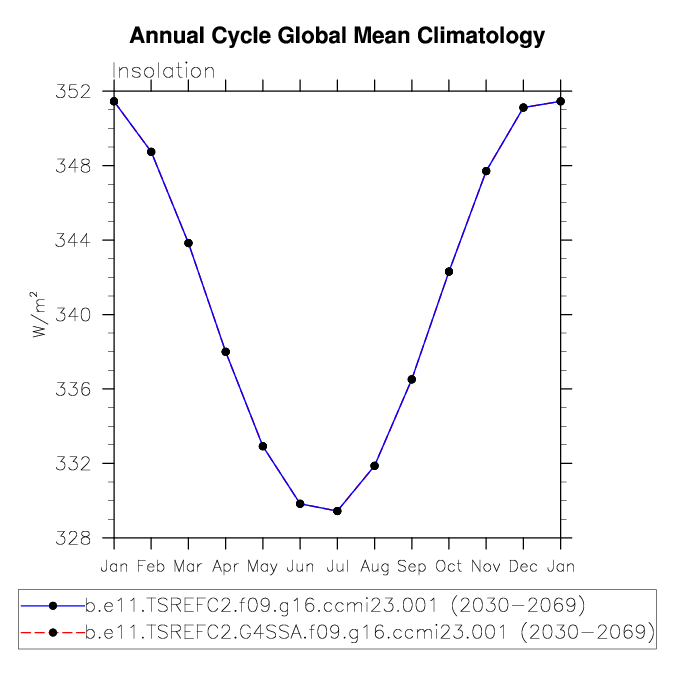 Annual Cycle Global Mean Climatology
Insolation
352
348
344
340
336
332
328
W/m²
Jan Feb Mar Apr May Jun Jul Aug Sep Oct Nov Dec Jan
b.e11.TSREFC2.f09.g16.ccmi23.001 (2030-2069)
b.e11.TSREFC2.G4SSA.f09.g16.ccmi23.001 (2030-2069)